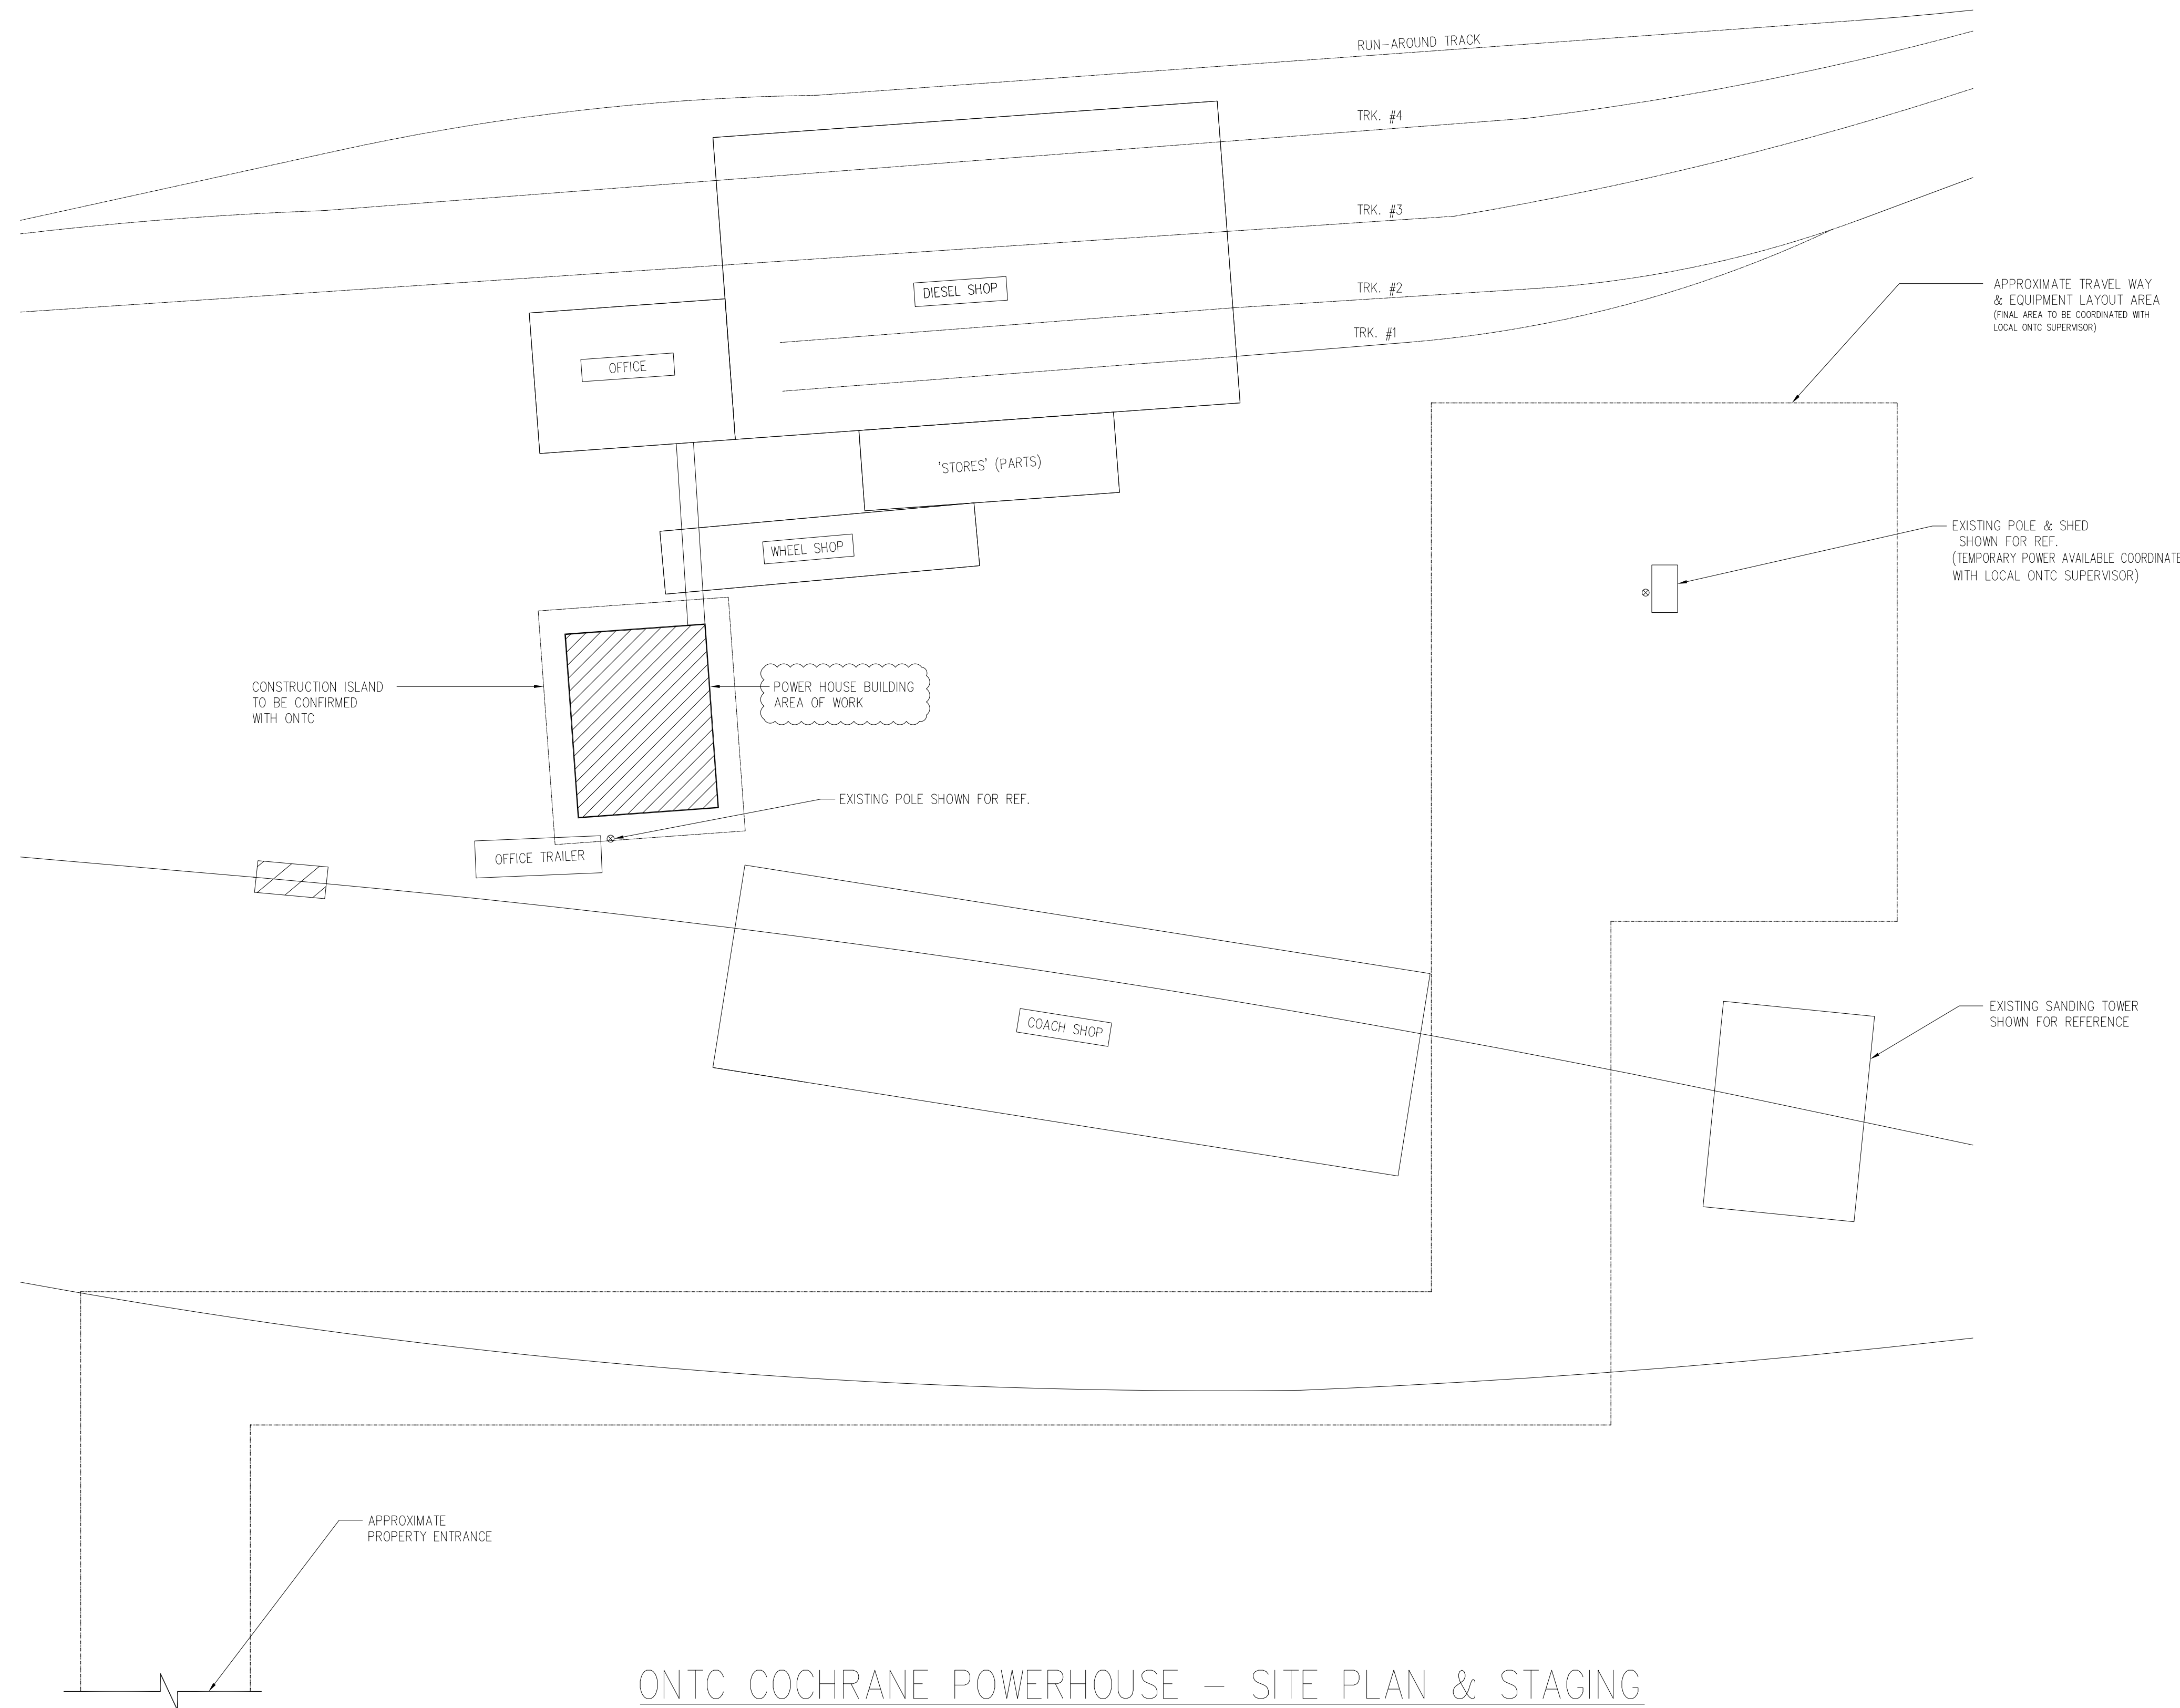 RUN-AROUND TRACK
TRK. #4
TRK. #3
DIESEL SHOP
TRK. #2
TRK. #1
APPROXIMATE TRAVEL WAY
& EQUIPMENT LAYOUT AREA
(FINAL AREA TO BE COORDINATED WITH
LOCAL ONTC SUPERVISOR)
OFFICE
'STORES' (PARTS)
WHEEL SHOP
EXISTING POLE & SHED
SHOWN FOR REF.
(TEMPORARY POWER AVAILABLE COORDINATE
WITH LOCAL ONTC SUPERVISOR)
CONSTRUCTION ISLAND
TO BE CONFIRMED
WITH ONTC
POWER HOUSE BUILDING
AREA OF WORK
EXISTING POLE SHOWN FOR REF.
OFFICE TRAILER
COACH SHOP
EXISTING SANDING TOWER
SHOWN FOR REFERENCE
APPROXIMATE
PROPERTY ENTRANCE
ONTC COCHRANE POWERHOUSE – SITE PLAN & STAGING